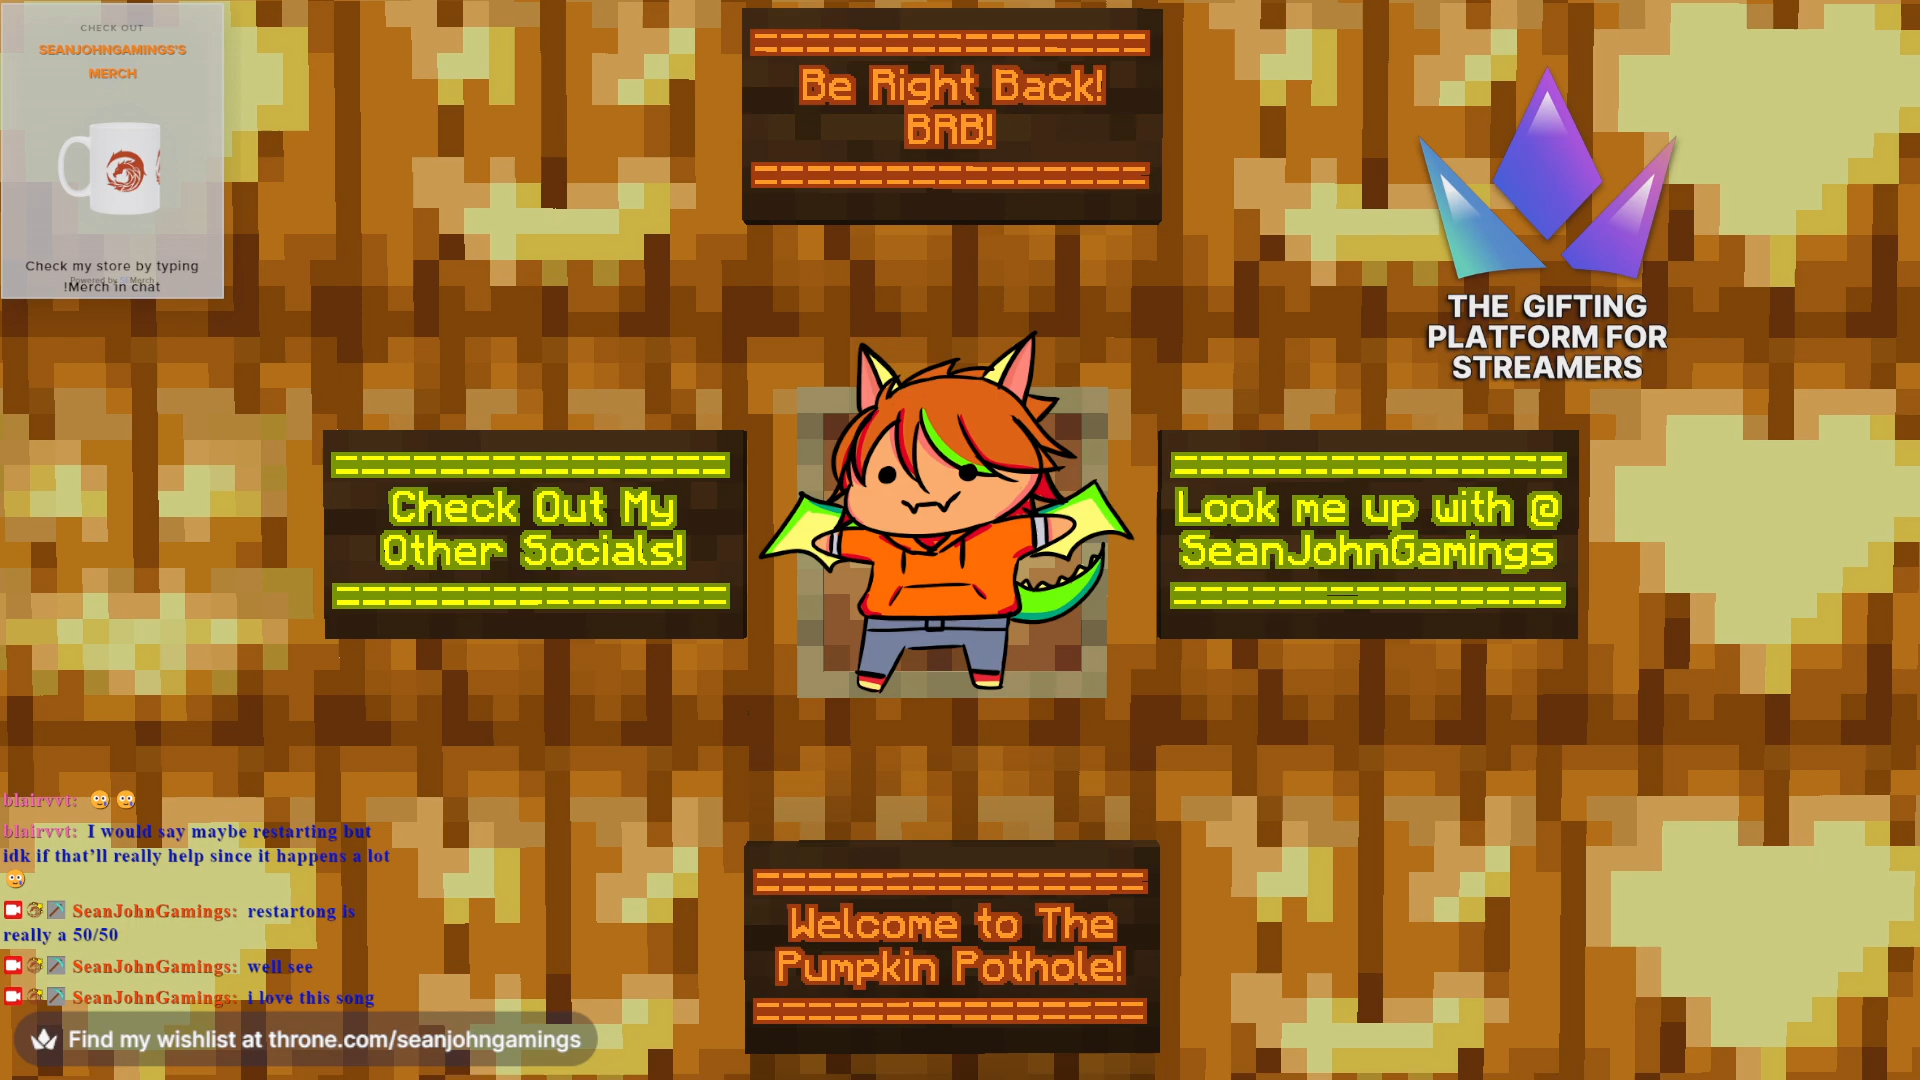 CHECK OUT
SEANJOHNGAMINGS'S
MERCH
Check my store by typing
Powered by SEMerch
!Merch in chat
==================
Be Right Back!
BRB!
==================
THE GIFTING
PLATFORM FOR
STREAMERS
==================
Check Out My
Other Socials!
==================
==================
Look me up with @
SeanJohnGamings
==================
blairvvt:
blairvvt: I would say maybe restarting but
idk if that’ll really help since it happens a lot
SeanJohnGamings: restartong is
really a 50/50
SeanJohnGamings: well see
SeanJohnGamings: i love this song
==================
Welcome to The
Pumpkin Pothole!
==================
Find my wishlist at throne.com/seanjohngamings